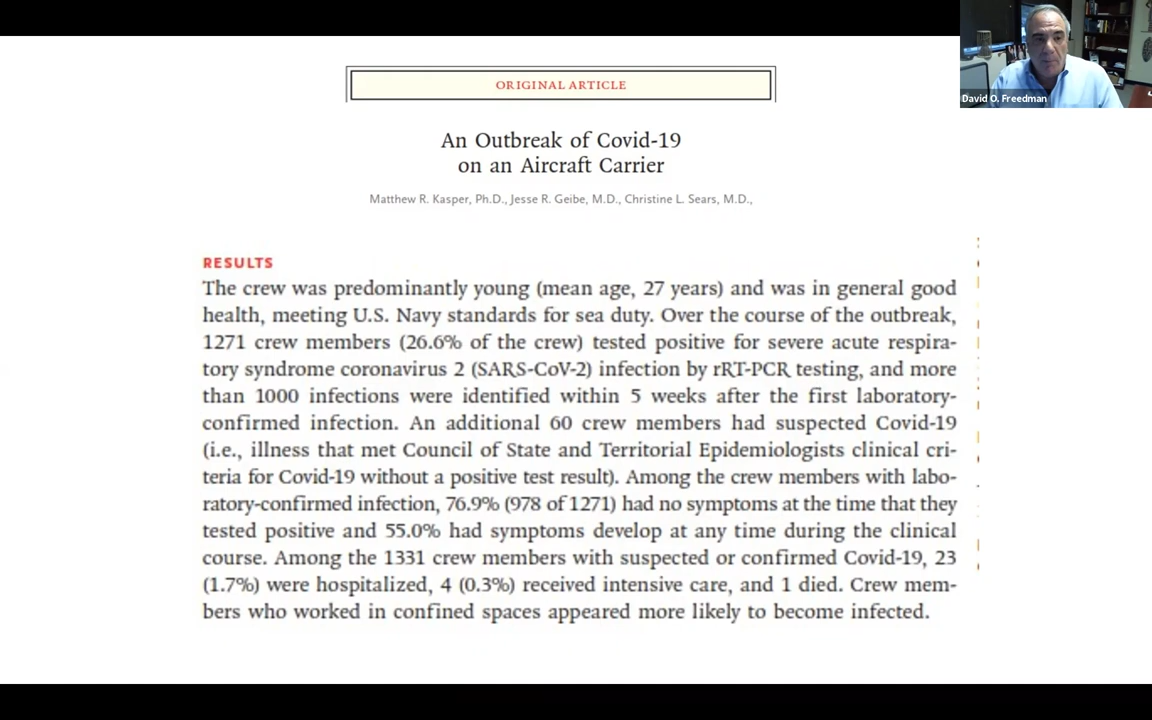 David O. Freedman
ORIGINAL ARTICLE
An Outbreak of Covid-19
on an Aircraft Carrier
Matthew R. Kasper, Ph.D., Jesse R. Geibe, M.D., Christine L. Sears, M.D.,
RESULTS
The crew was predominantly young (mean age, 27 years) and was in general good
health, meeting U.S. Navy standards for sea duty. Over the course of the outbreak,
1271 crew members (26.6% of the crew) tested positive for severe acute respira-
tory syndrome coronavirus 2 (SARS-CoV-2) infection by rRT-PCR testing, and more
than 1000 infections were identified within 5 weeks after the first laboratory-
confirmed infection. An additional 60 crew members had suspected Covid-19
(i.e., illness that met Council of State and Territorial Epidemiologists clinical cri-
teria for Covid-19 without a positive test result). Among the crew members with labo-
ratory-confirmed infection, 76.9% (978 of 1271) had no symptoms at the time that they
tested positive and 55.0% had symptoms develop at any time during the clinical
course. Among the 1331 crew members with suspected or confirmed Covid-19, 23
(1.7%) were hospitalized, 4 (0.3%) received intensive care, and 1 died. Crew mem-
bers who worked in confined spaces appeared more likely to become infected.